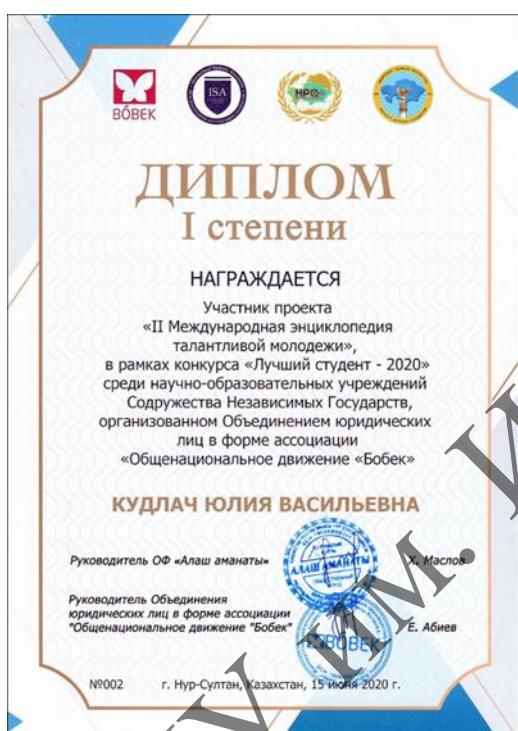 BÓBEK
ISA
НРО
ДИПЛОМ
I степени
НАГРАЖДАЕТСЯ
Участник проекта
«II Международная энциклопедия
талантливой молодежи»,
в рамках конкурса «Лучший студент - 2020»
среди научно-образовательных учреждений
Содружества Независимых Государств,
организованном Объединением юридических
лиц в форме ассоциации
«Общенациональное движение «Бобек»
КУДЛАЧ ЮЛИЯ ВАСИЛЬЕВНА
Руководитель ОФ «Алаш аманаты»
АЛАШ АМАНАТЫ
Х. Маслов
Руководитель Объединения
юридических лиц в форме ассоциации
"Общенациональное движение "Бобек"
BÓBEK
Е. Абиев
№002 г. Нур-Султан, Казахстан, 15 июня 2020 г.